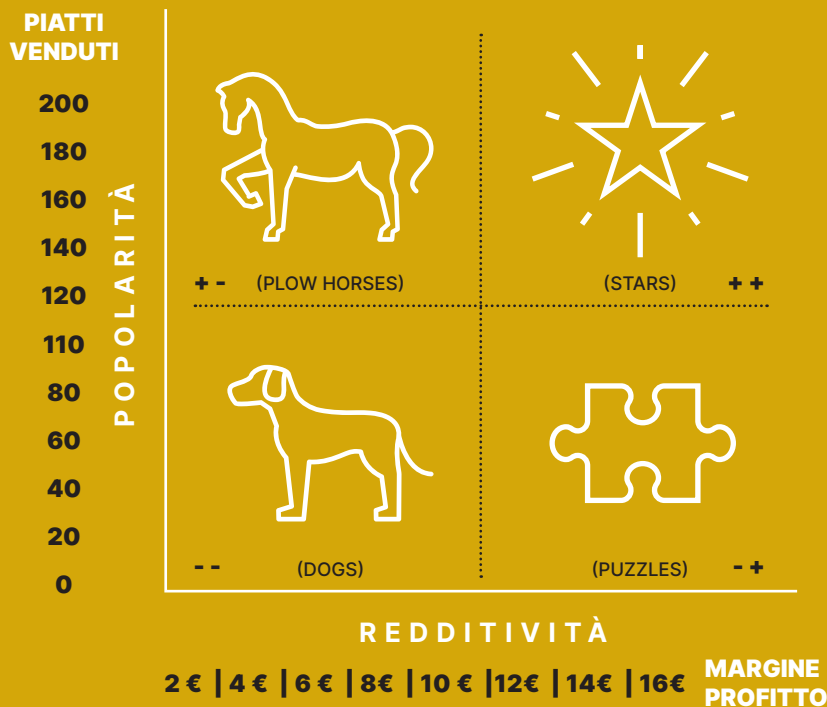 PIATTI
VENDUTI
200
180
160
140
120
110
80
60
40
20
0
POPOLARITÀ
+ - (PLOW HORSES)
(STARS) + +
- - (DOGS)
(PUZZLES) - +
REDDITIVITÀ
2 € | 4 € | 6 € | 8€ | 10 € | 12€ | 14€ | 16€
MARGINE
PROFITTO